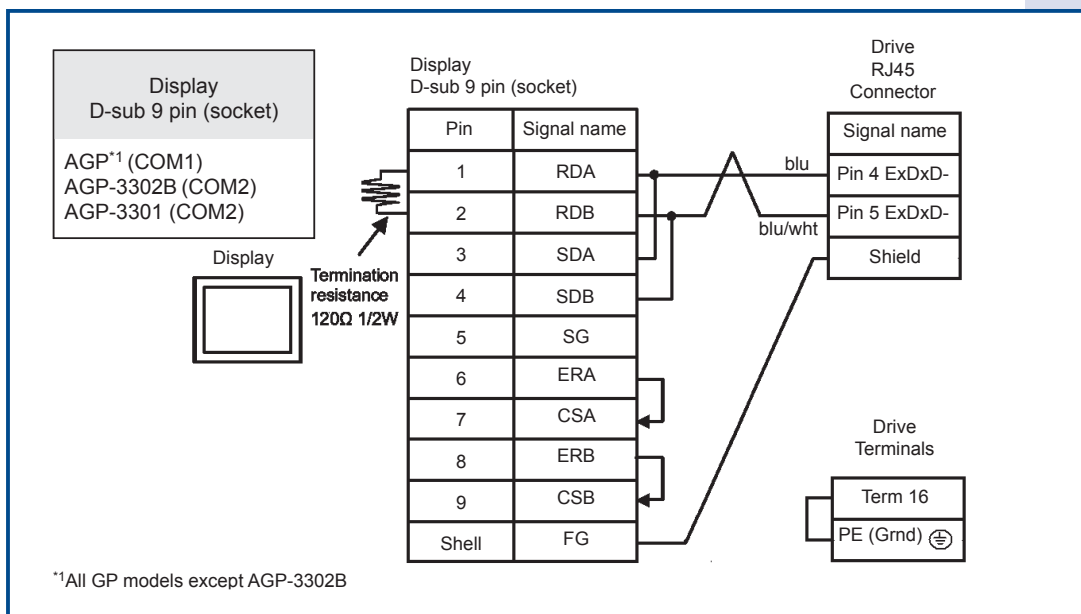 Display
D-sub 9 pin (socket)
AGP*1 (COM1)
AGP-3302B (COM2)
AGP-3301 (COM2)
Display
Termination
resistance
120Ω 1/2W
Display
D-sub 9 pin (socket)
Pin Signal name
1 RDA
2 RDB
3 SDA
4 SDB
5 SG
6 ERA
7 CSA
8 ERB
9 CSB
Shell FG
blu
blu/wht
Drive
RJ45
Connector
Signal name
Pin 4 ExDxD-
Pin 5 ExDxD-
Shield
Drive
Terminals
Term 16
PE (Grnd)
*1All GP models except AGP-3302B